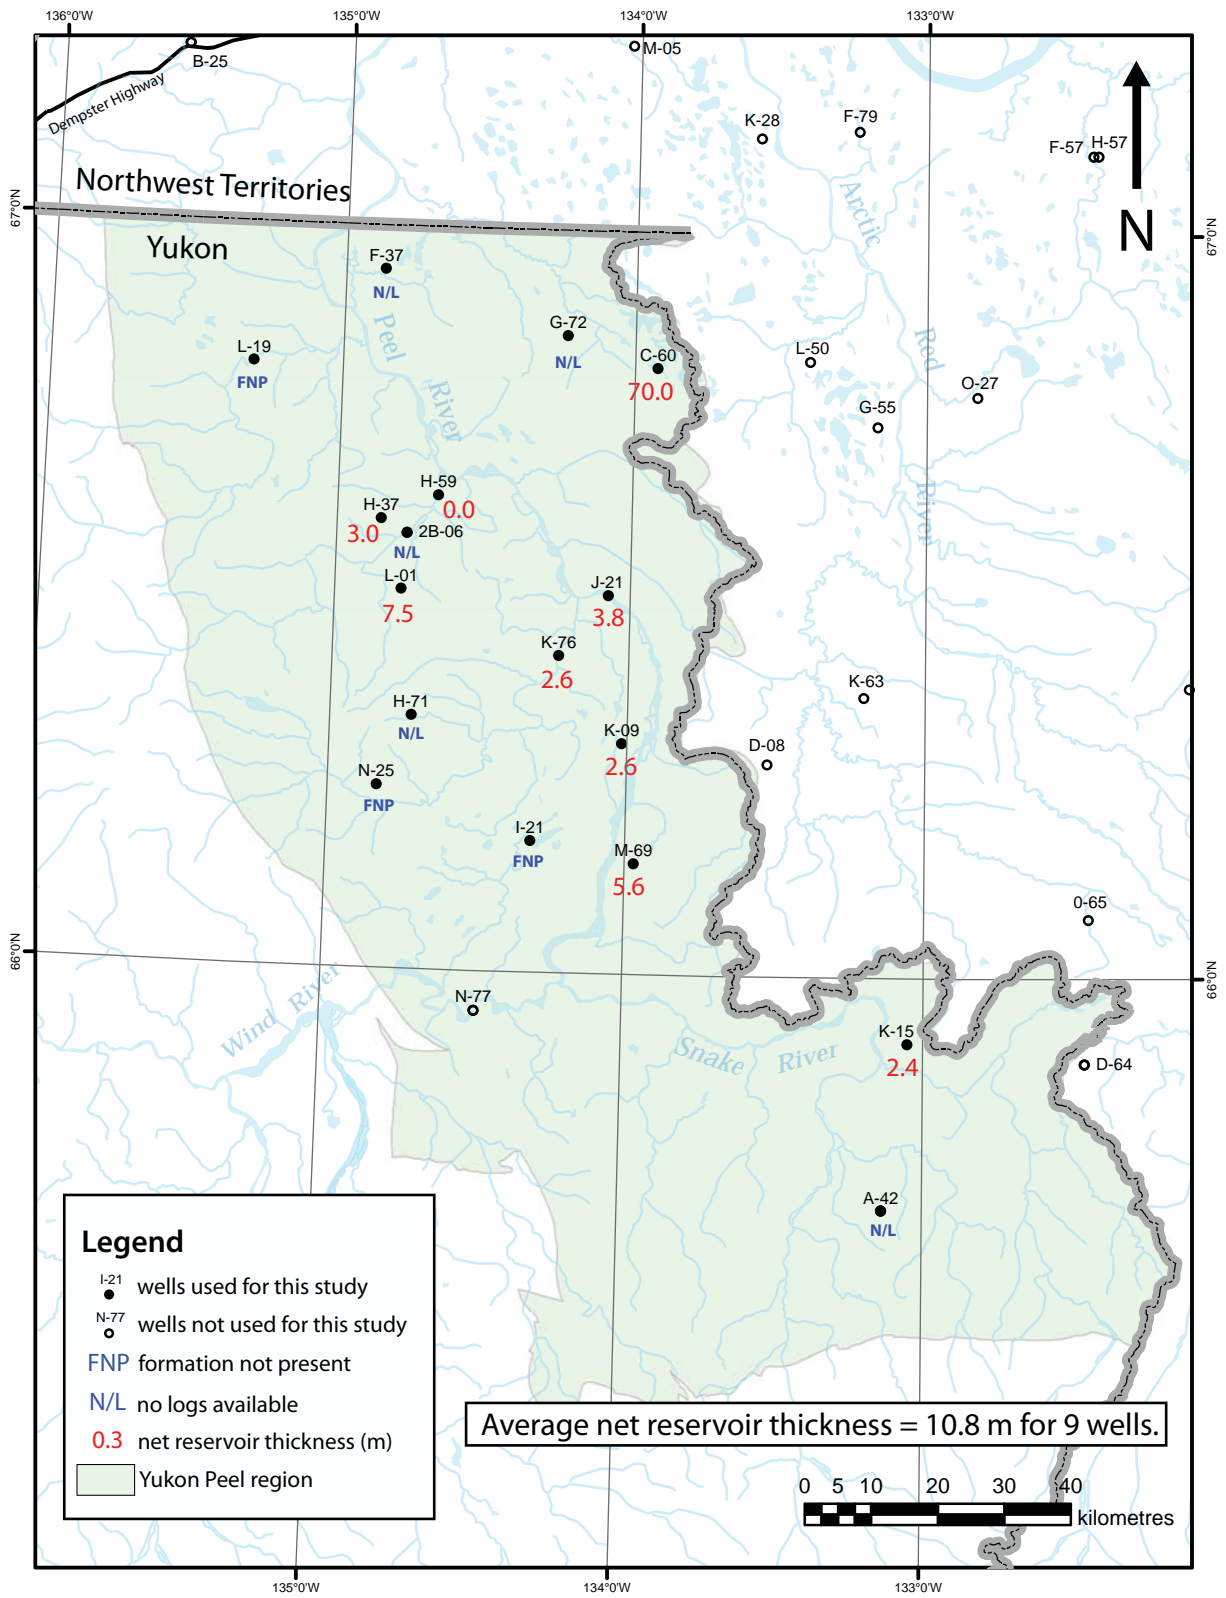 136°0'W
135°0'W
134°0'W
133°0'W
B-25
M-05
Dempster Highway
K-28
F-79
F-57
H-57
Northwest Territories
67°0'N
67°0'N
Arctic
N
Yukon
F-37
N/L
G-72
N/L
Peel
L-19
FNP
C-60
70.0
L-50
Red
O-27
G-55
River
H-59
0.0
H-37
3.0
2B-06
N/L
River
L-01
7.5
J-21
3.8
K-76
2.6
K-63
H-71
N/L
K-09
2.6
D-08
N-25
FNP
I-21
FNP
M-69
5.6
0-65
66°0'N
66°0'N
Wind River
N-77
K-15
2.4
Snake River
D-64
A-42
N/L
Legend
I-21 wells used for this study
N-77 wells not used for this study
FNP formation not present
N/L no logs available
0.3 net reservoir thickness (m)
Yukon Peel region
Average net reservoir thickness = 10.8 m for 9 wells.
0 5 10 20 30 40
kilometres
135°0'W
134°0'W
133°0'W